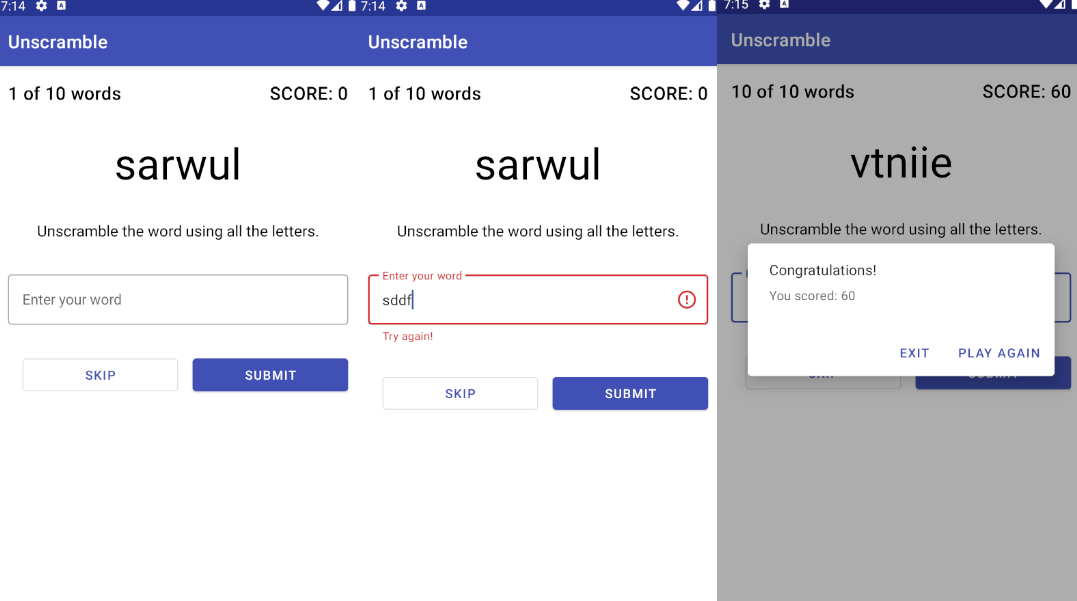 7:14
Unscramble
1 of 10 words SCORE: 0
sarwul
Unscramble the word using all the letters.
Enter your word
SKIP SUBMIT
7:14
Unscramble
1 of 10 words SCORE: 0
sarwul
Unscramble the word using all the letters.
Enter your word
sddf
Try again!
SKIP SUBMIT
7:15
Unscramble
10 of 10 words SCORE: 60
vtniie
Unscramble the word using all the letters.
Congratulations!
You scored: 60
EXIT PLAY AGAIN